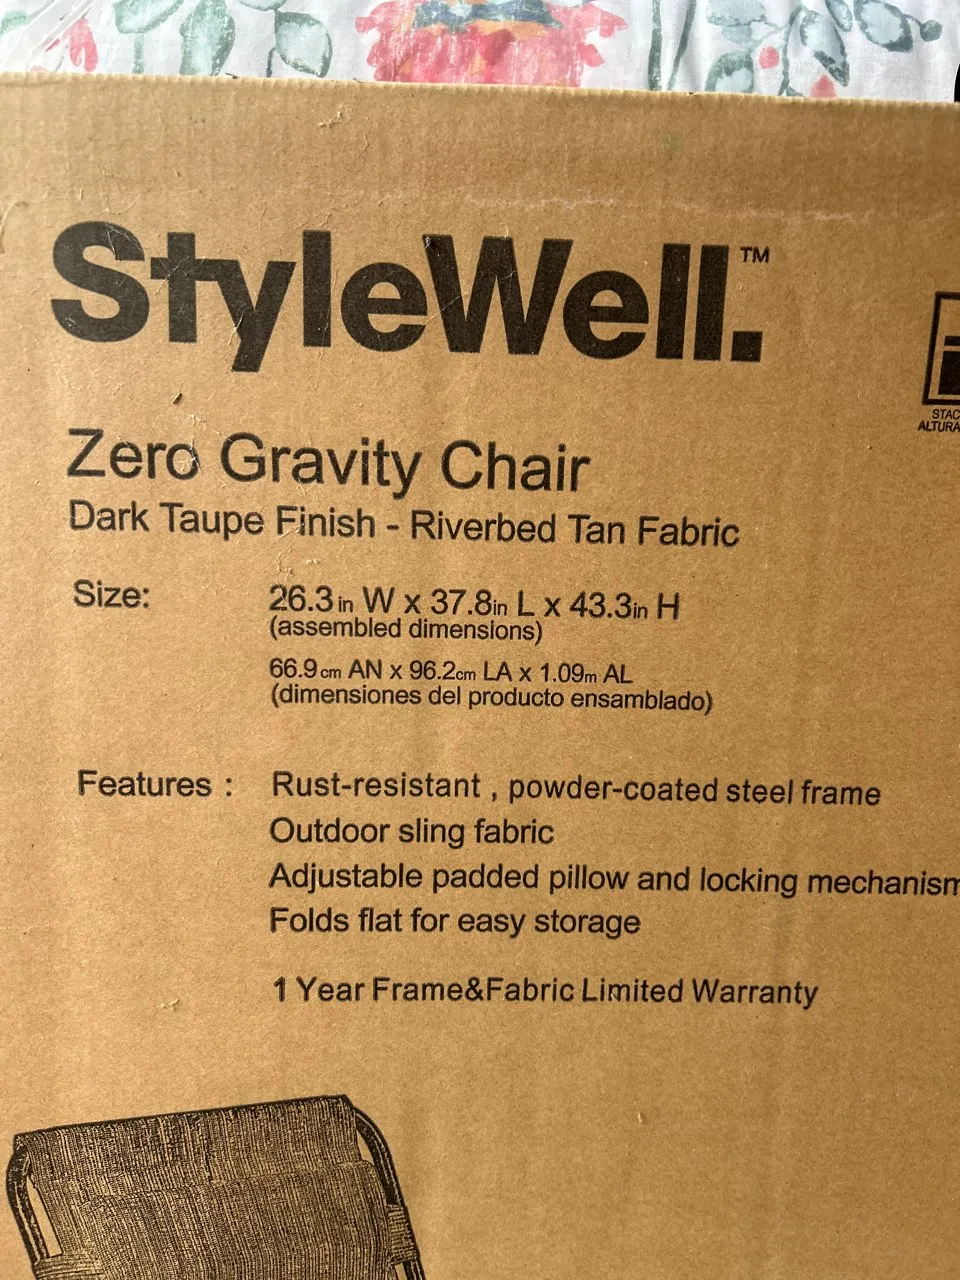 StyleWell.™
Zero Gravity Chair
Dark Taupe Finish - Riverbed Tan Fabric
Size: 26.3in W x 37.8in L x 43.3in H
(assembled dimensions)
66.9cm AN x 96.2cm LA x 1.09m AL
(dimensiones del producto ensamblado)
Features : Rust-resistant , powder-coated steel frame
Outdoor sling fabric
Adjustable padded pillow and locking mechanism
Folds flat for easy storage
1 Year Frame&Fabric Limited Warranty